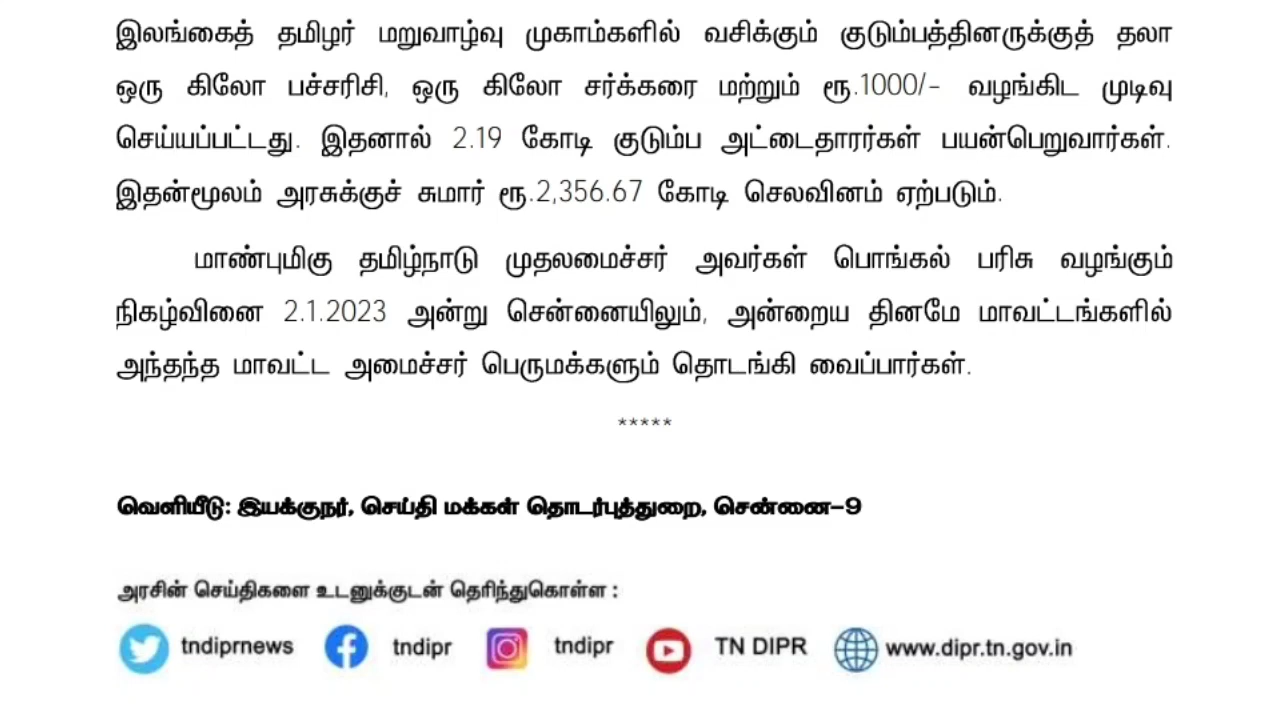 இலங்கைத் தமிழர் மறுவாழ்வு முகாம்களில் வசிக்கும் குடும்பத்தினருக்குத் தலா
ஒரு கிலோ பச்சரிசி, ஒரு கிலோ சர்க்கரை மற்றும் ரூ.1000/- வழங்கிட முடிவு
செய்யப்பட்டது. இதனால் 2.19 கோடி குடும்ப அட்டைதாரர்கள் பயன்பெறுவார்கள்.
இதன்மூலம் அரசுக்குச் சுமார் ரூ.2,356.67 கோடி செலவினம் ஏற்படும்.
மாண்புமிகு தமிழ்நாடு முதலமைச்சர் அவர்கள் பொங்கல் பரிசு வழங்கும்
நிகழ்வினை 2.1.2023 அன்று சென்னையிலும், அன்றைய தினமே மாவட்டங்களில்
அந்தந்த மாவட்ட அமைச்சர் பெருமக்களும் தொடங்கி வைப்பார்கள்.
*****
வெளியீடு: இயக்குநர், செய்தி மக்கள் தொடர்புத்துறை, சென்னை-9
அரசின் செய்திகளை உடனுக்குடன் தெரிந்துகொள்ள :
tndiprnews tndipr tndipr TN DIPR www.dipr.tn.gov.in